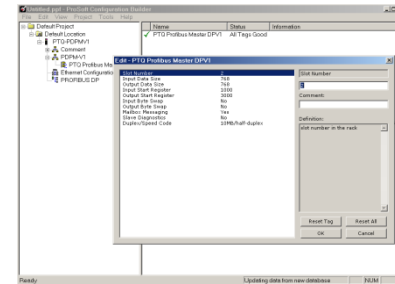 Untitled.ppt - ProSoft Configuration Builder
File Edit View Project Tools Help
Default Project
Default Location
PTQ-PDPMV1
Comment
PDPM-V1
PTQ Profibus Me
Ethernet Configuratio
PROFIBUS DP
Name Status Information
PTQ Profibus Master DPV1 All Tags Good
Edit - PTQ Profibus Master DPV1
Slot Number 2
Input Data Size 768
Output Data Size 768
Input Start Register 1000
Output Start Register 3000
Input Byte Swap No
Output Byte Swap No
Mailbox Messaging Yes
Slave Diagnostics No
Duplex/Speed Code 10MB/half-duplex
Slot Number
2
Comment:
Definition:
slot number in the rack
Reset Tag Reset All
OK Cancel
Ready
Updating data from new database
NUM